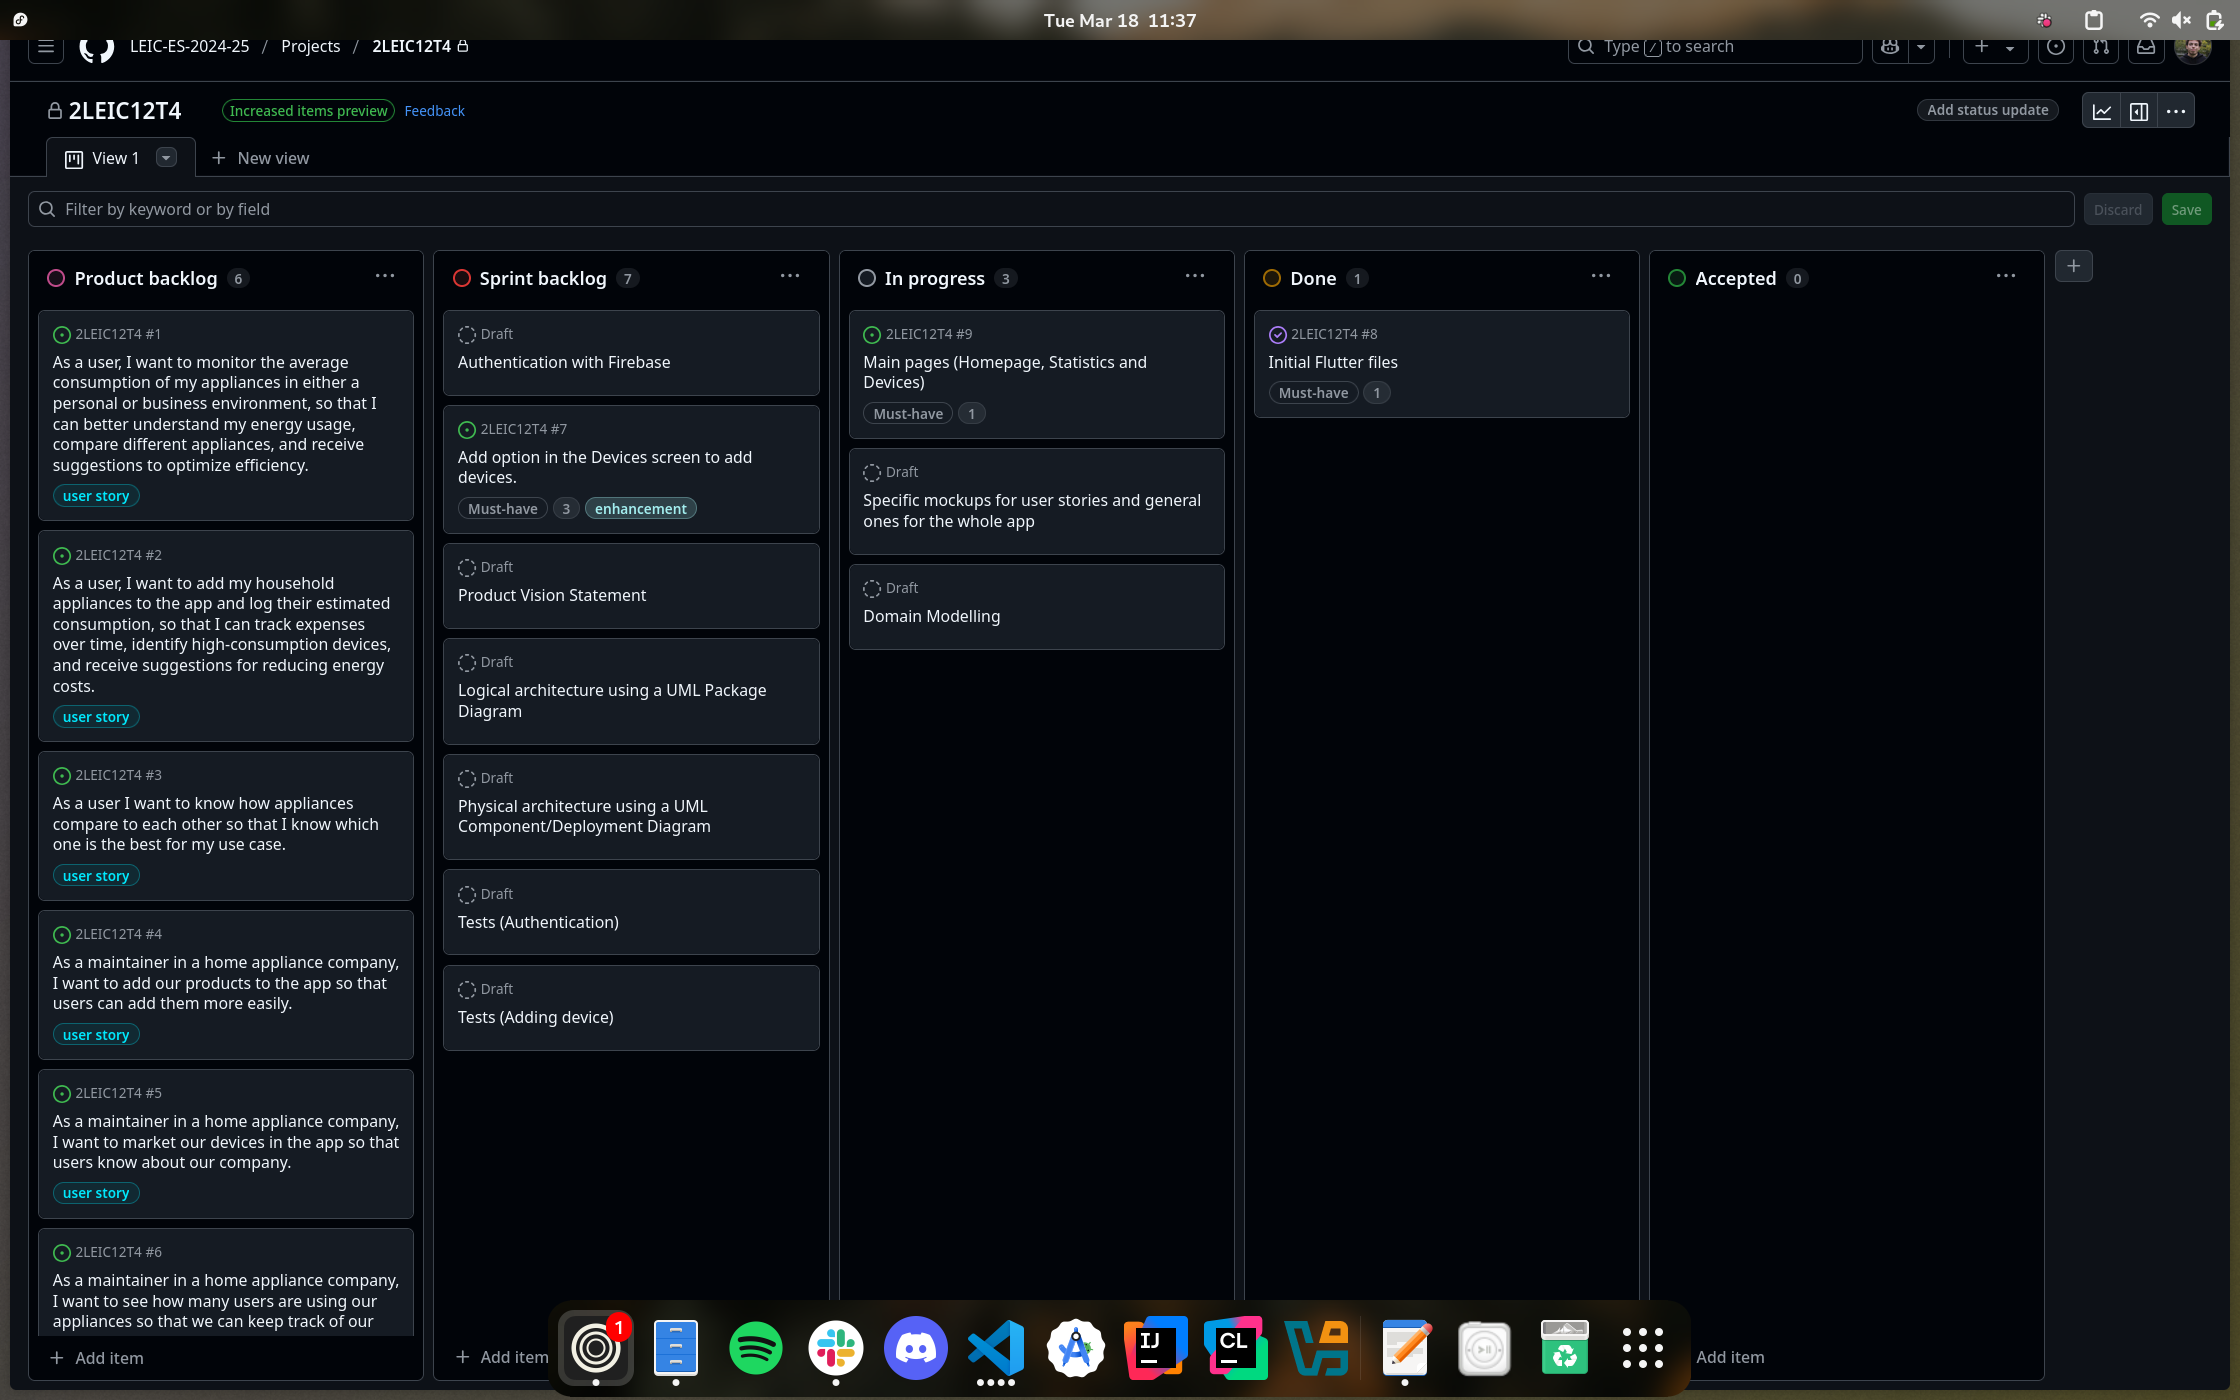 Tue Mar 18 11:37
LEIC-ES-2024-25 / Projects / 2LEIC12T4
Type / to search
2LEIC12T4
Increased items preview
Feedback
Add status update
View 1
New view
Filter by keyword or by field
Discard
Save
Product backlog 6
2LEIC12T4 #1
As a user, I want to monitor the average
consumption of my appliances in either a
personal or business environment, so that I
can better understand my energy usage,
compare different appliances, and receive
suggestions to optimize efficiency.
user story
2LEIC12T4 #2
As a user, I want to add my household
appliances to the app and log their estimated
consumption, so that I can track expenses
over time, identify high-consumption devices,
and receive suggestions for reducing energy
costs.
user story
2LEIC12T4 #3
As a user I want to know how appliances
compare to each other so that I know which
one is the best for my use case.
user story
2LEIC12T4 #4
As a maintainer in a home appliance company,
I want to add our products to the app so that
users can add them more easily.
user story
2LEIC12T4 #5
As a maintainer in a home appliance company,
I want to market our devices in the app so that
users know about our company.
user story
2LEIC12T4 #6
As a maintainer in a home appliance company,
I want to see how many users are using our
appliances so that we can keep track of our
Add item
Sprint backlog 7
Draft
Authentication with Firebase
2LEIC12T4 #7
Add option in the Devices screen to add
devices.
Must-have 3 enhancement
Draft
Product Vision Statement
Draft
Logical architecture using a UML Package
Diagram
Draft
Physical architecture using a UML
Component/Deployment Diagram
Draft
Tests (Authentication)
Draft
Tests (Adding device)
Add item
In progress 3
2LEIC12T4 #9
Main pages (Homepage, Statistics and
Devices)
Must-have 1
Draft
Specific mockups for user stories and general
ones for the whole app
Draft
Domain Modelling
Done 1
2LEIC12T4 #8
Initial Flutter files
Must-have 1
Accepted 0
Add item
1
IJ
CL